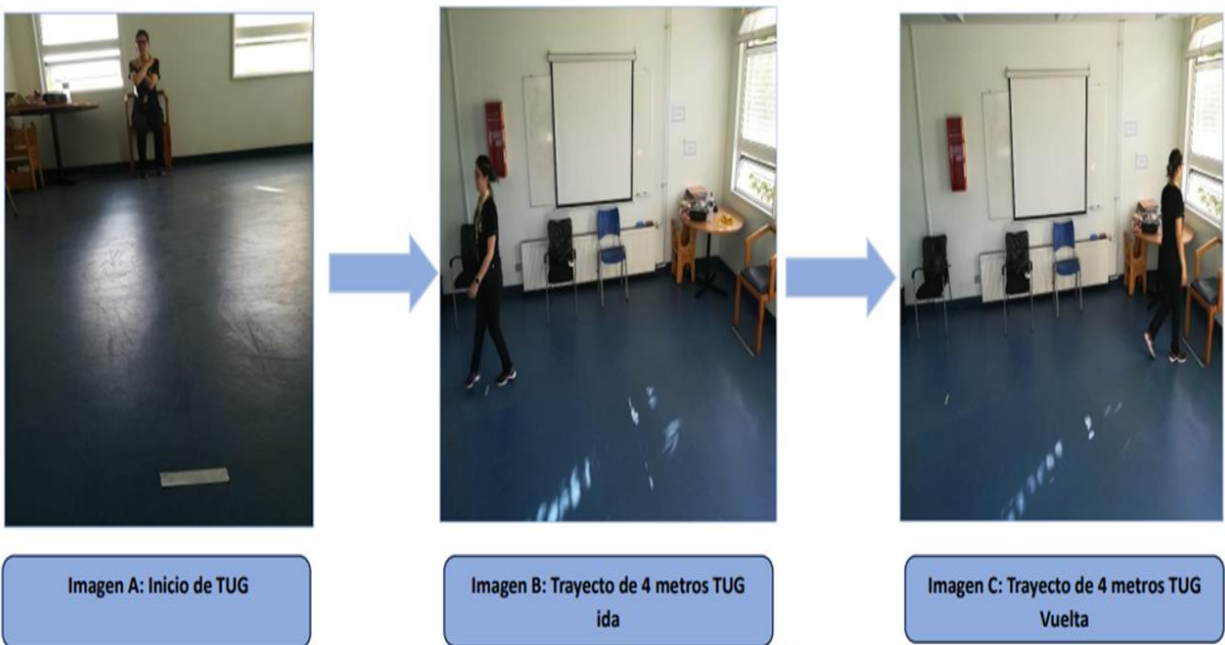 Imagen A: Inicio de TUG
Imagen B: Trayecto de 4 metros TUG
ida
Imagen C: Trayecto de 4 metros TUG
Vuelta